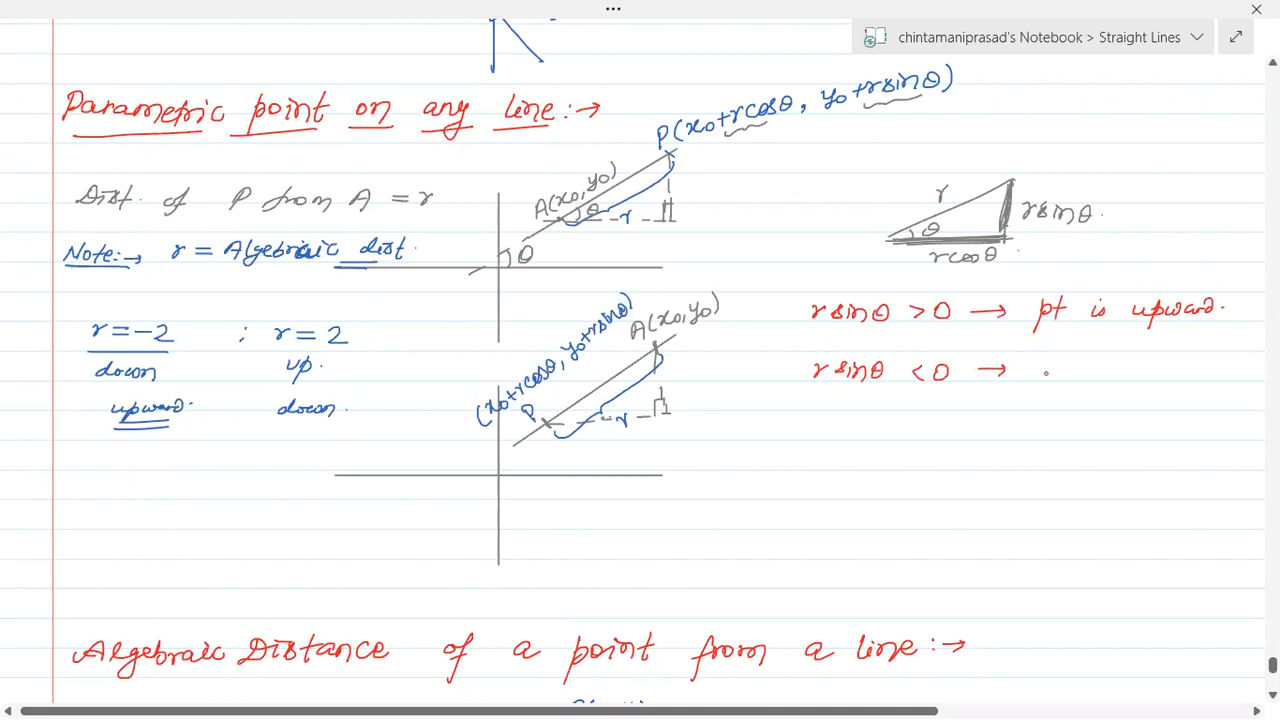 ...
chintamaniprasad's Notebook > Straight Lines
Parametric point on any line:→
P(x₀+rcosθ, y₀+rsinθ)
Dist. of P from A = r
A(x₀,y₀)
θ
r
θ
Note:→ r = Algebraic dist.
r
θ
rsinθ.
rcosθ
r=-2 ; r=2
down up.
upward. down.
A(x₀,y₀)
(x₀+rcosθ, y₀+rsinθ)
P
r
rsinθ >0 → pt is upward.
rsinθ <0 →
Algebraic Distance of a point from a line:→